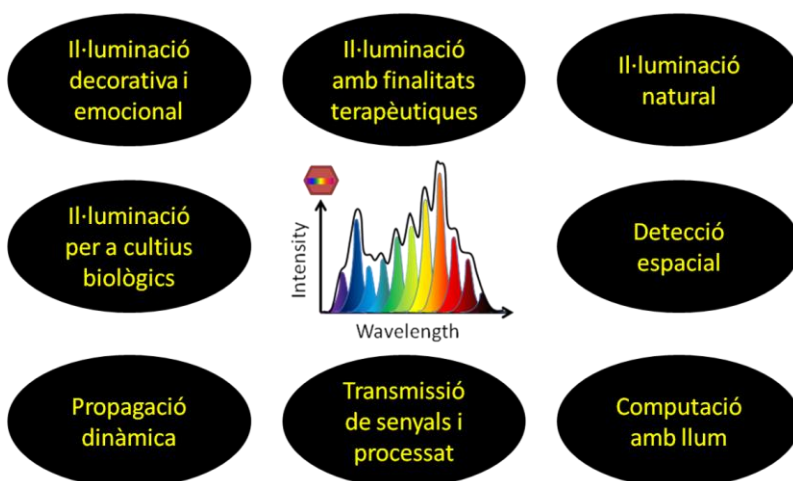 Il·luminació
decorativa i
emocional
Il·luminació
amb finalitats
terapèutiques
Il·luminació
natural
Il·luminació
per a cultius
biològics
Intensity
Wavelength
Detecció
espacial
Propagació
dinàmica
Transmissió
de senyals i
processat
Computació
amb llum